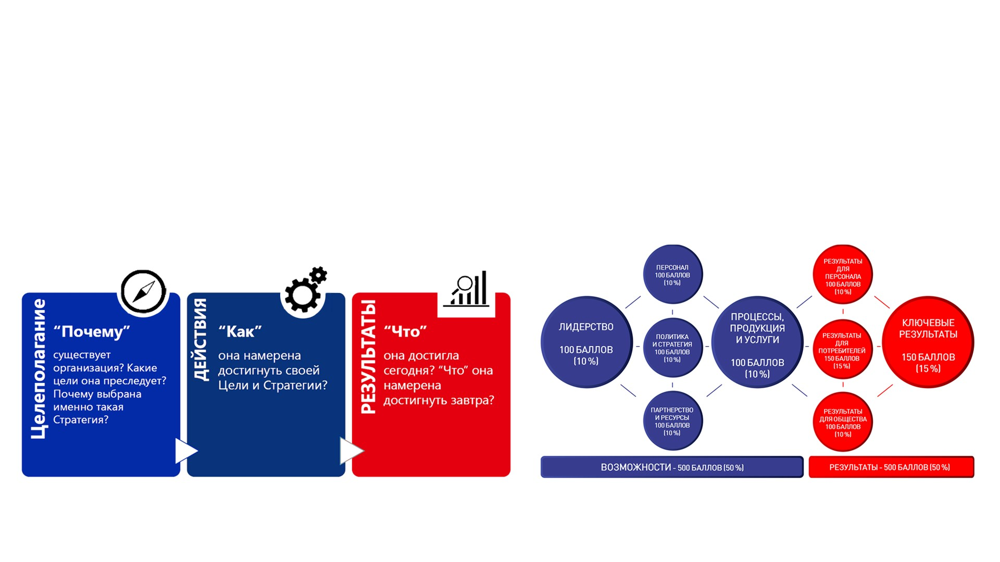 Целеполагание
“Почему”
существует
организация? Какие
цели она преследует?
Почему выбрана
именно такая
Стратегия?
ДЕЙСТВИЯ
“Как”
она намерена
достигнуть своей
Цели и Стратегии?
РЕЗУЛЬТАТЫ
“Что”
она достигла
сегодня? “Что” она
намерена
достигнуть завтра?
ЛИДЕРСТВО
100 БАЛЛОВ
(10 %)
ПЕРСОНАЛ
100 БАЛЛОВ
(10 %)
ПОЛИТИКА
И СТРАТЕГИЯ
100 БАЛЛОВ
(10 %)
ПАРТНЕРСТВО
И РЕСУРСЫ
100 БАЛЛОВ
(10 %)
ПРОЦЕССЫ,
ПРОДУКЦИЯ
И УСЛУГИ
100 БАЛЛОВ
(10 %)
РЕЗУЛЬТАТЫ
ДЛЯ
ПЕРСОНАЛА
100 БАЛЛОВ
(10 %)
РЕЗУЛЬТАТЫ
ДЛЯ
ПОТРЕБИТЕЛЕЙ
150 БАЛЛОВ
(15 %)
РЕЗУЛЬТАТЫ
ДЛЯ ОБЩЕСТВА
100 БАЛЛОВ
(10 %)
КЛЮЧЕВЫЕ
РЕЗУЛЬТАТЫ
150 БАЛЛОВ
(15 %)
ВОЗМОЖНОСТИ - 500 БАЛЛОВ (50 %)
РЕЗУЛЬТАТЫ - 500 БАЛЛОВ (50 %)